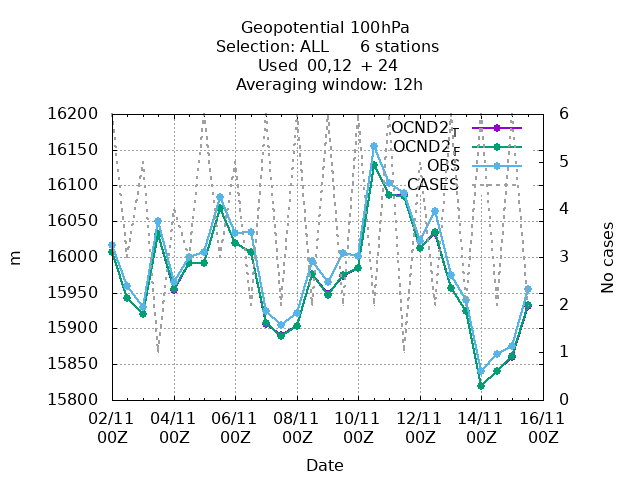 Geopotential 100hPa
Selection: ALL 6 stations
Used 00,12 + 24
Averaging window: 12h
16200
16150
16100
16050
16000
15950
15900
15850
15800
m
6
5
4
3
2
1
0
No cases
OCND2_T
OCND2_F
OBS
CASES
02/11 04/11 06/11 08/11 10/11 12/11 14/11 16/11
00Z 00Z 00Z 00Z 00Z 00Z 00Z 00Z
Date